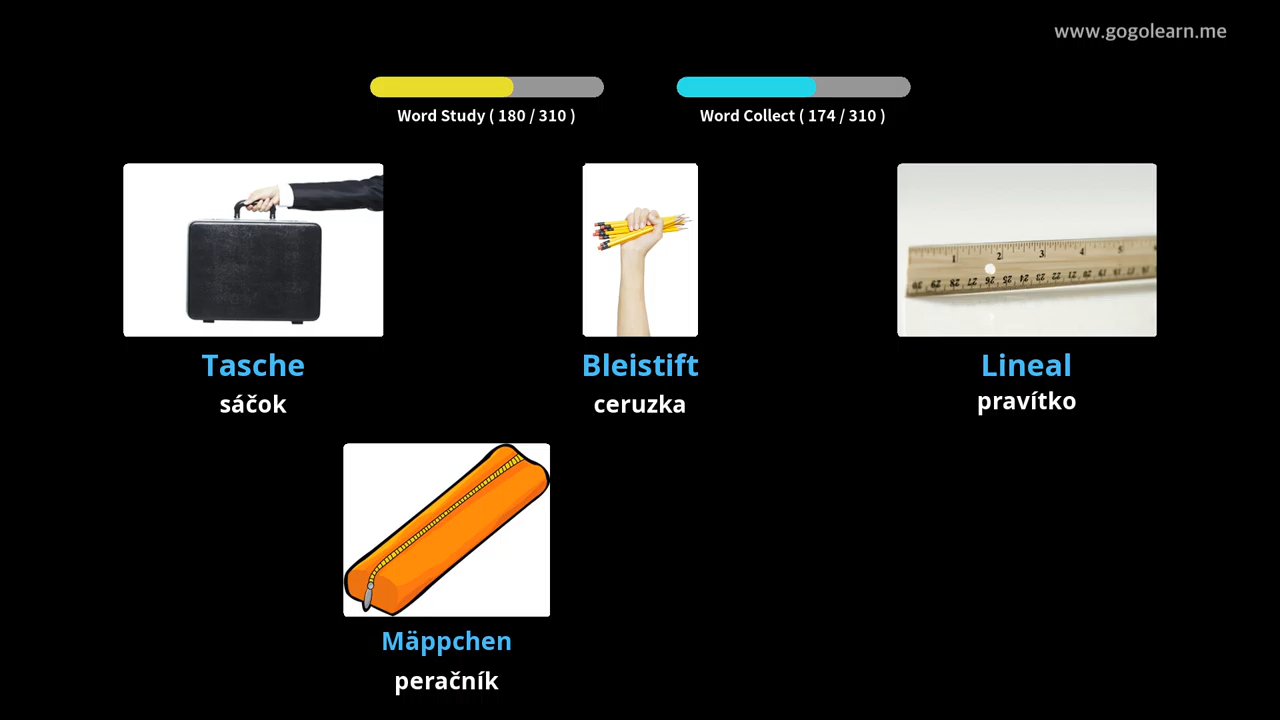 www.gogolearn.me
Word Study ( 180 / 310 )
Word Collect ( 174 / 310 )
Tasche
Bleistift
Lineal
sáčok
ceruzka
pravítko
Mäppchen
peračník